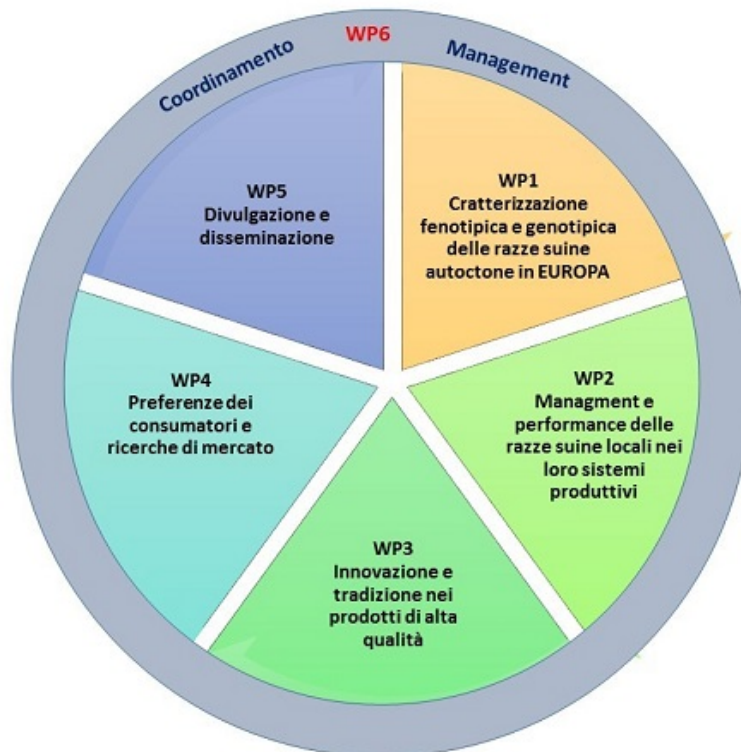 Coordinamento
WP6
Management
WP1
Cratterizzazione
fenotipica e genotipica
delle razze suine
autoctone in EUROPA
WP2
Managment e
performance delle
razze suine locali nei
loro sistemi
produttivi
WP3
Innovazione e
tradizione nei
prodotti di alta
qualità
WP4
Preferenze dei
consumatori e
ricerche di mercato
WP5
Divulgazione e
disseminazione